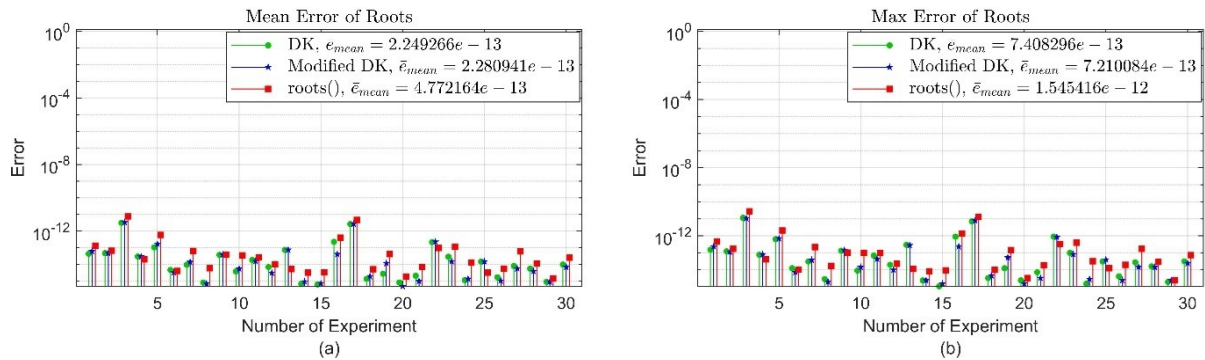 Mean Error of Roots
10^0
DK, e_mean = 2.249266e − 13
Modified DK, ē_mean = 2.280941e − 13
roots(), ē_mean = 4.772164e − 13
10^-4
10^-8
10^-12
Error
5 10 15 20 25 30
Number of Experiment
(a)
Max Error of Roots
10^0
DK, e_mean = 7.408296e − 13
Modified DK, ē_mean = 7.210084e − 13
roots(), ē_mean = 1.545416e − 12
10^-4
10^-8
10^-12
Error
5 10 15 20 25 30
Number of Experiment
(b)